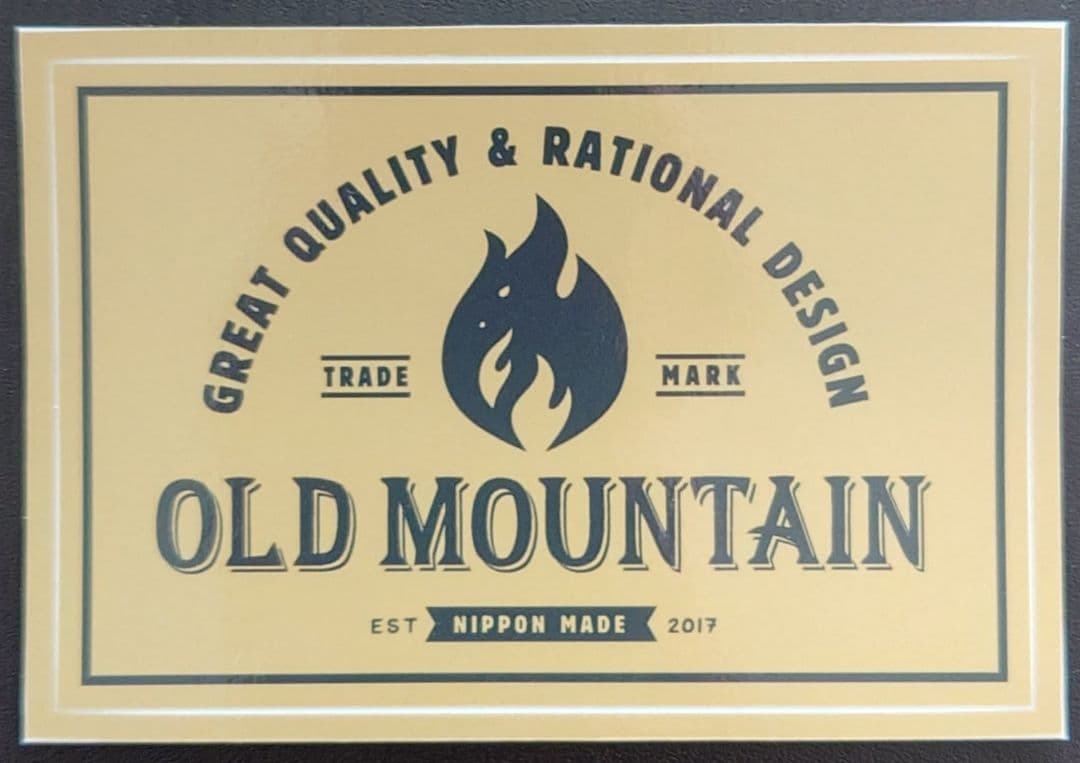 GREAT QUALITY & RATIONAL DESIGN
TRADE MARK
OLD MOUNTAIN
EST NIPPON MADE 2017